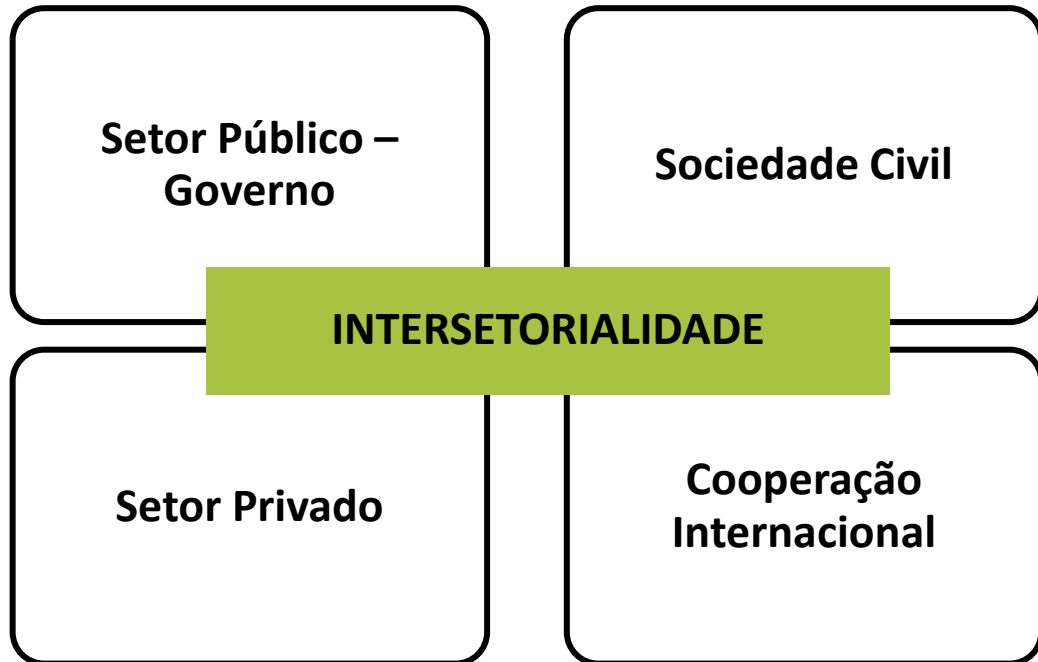 Setor Público –
Governo
Sociedade Civil
INTERSETORIALIDADE
Setor Privado
Cooperação
Internacional